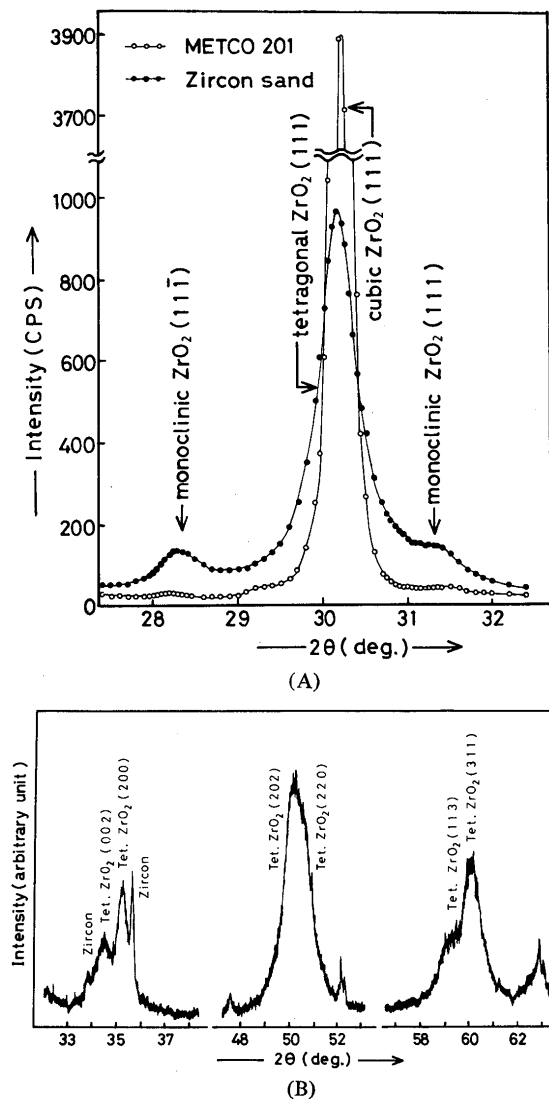 3900
3700
1000
800
600
400
200
0
Intensity (CPS)
METCO 201
Zircon sand
monoclinic ZrO₂ (111̄)
tetragonal ZrO₂ (111)
cubic ZrO₂ (111)
monoclinic ZrO₂ (111)
28 29 30 31 32
2θ (deg.)
(A)
Intensity (arbitrary unit)
Zircon
Tet. ZrO₂ (002)
Tet. ZrO₂ (200)
Zircon
Tet. ZrO₂ (202)
Tet. ZrO₂ (220)
Tet. ZrO₂ (113)
Tet. ZrO₂ (311)
33 35 37 48 50 52 58 60 62
2θ (deg.)
(B)